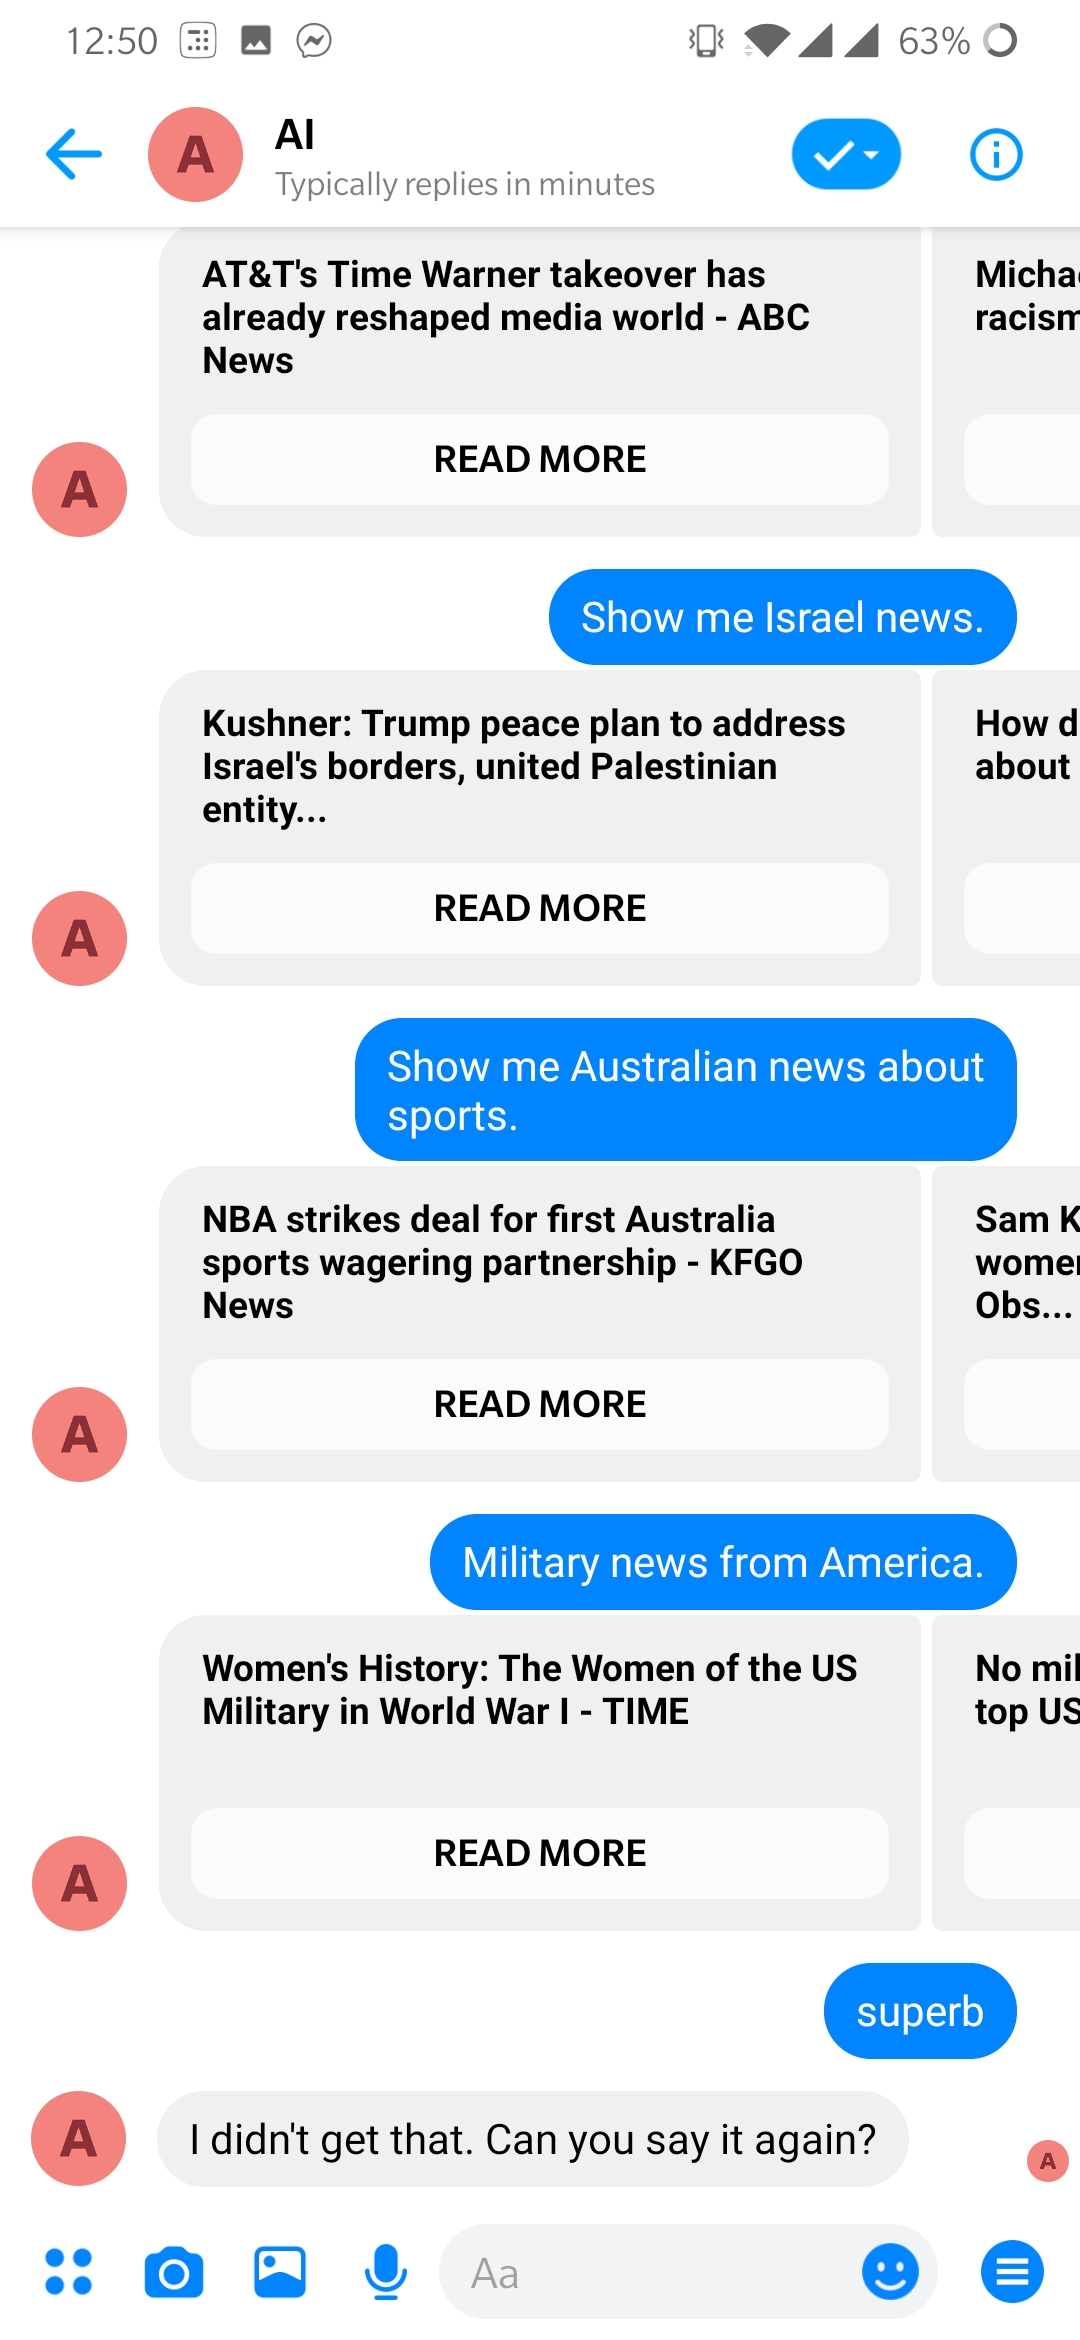 12:50
63%
A
AI
Typically replies in minutes
AT&T's Time Warner takeover has
already reshaped media world - ABC
News
READ MORE
racism
A
Show me Israel news.
Kushner: Trump peace plan to address
Israel's borders, united Palestinian
entity...
READ MORE
How d
about
A
Show me Australian news about
sports.
NBA strikes deal for first Australia
sports wagering partnership - KFGO
News
READ MORE
Sam K
women
Obs...
A
Military news from America.
Women's History: The Women of the US
Military in World War I - TIME
READ MORE
No mil
top US
A
superb
A
I didn't get that. Can you say it again?
A
Aa